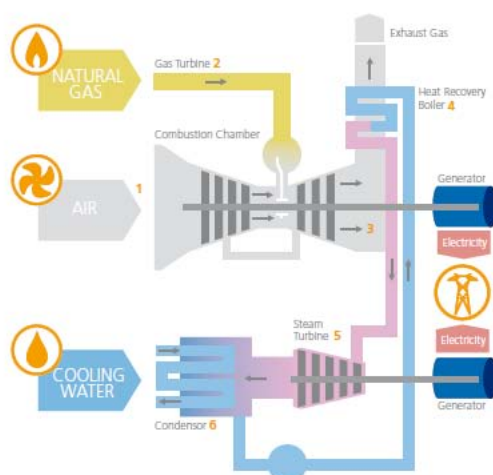 Exhaust Gas
Gas Turbine 2
NATURAL
GAS
Heat Recovery
Boiler 4
Combustion Chamber
Generator
1
AIR
3
Electricity
Steam
Turbine 5
Electricity
COOLING
WATER
Generator
Condensor 6